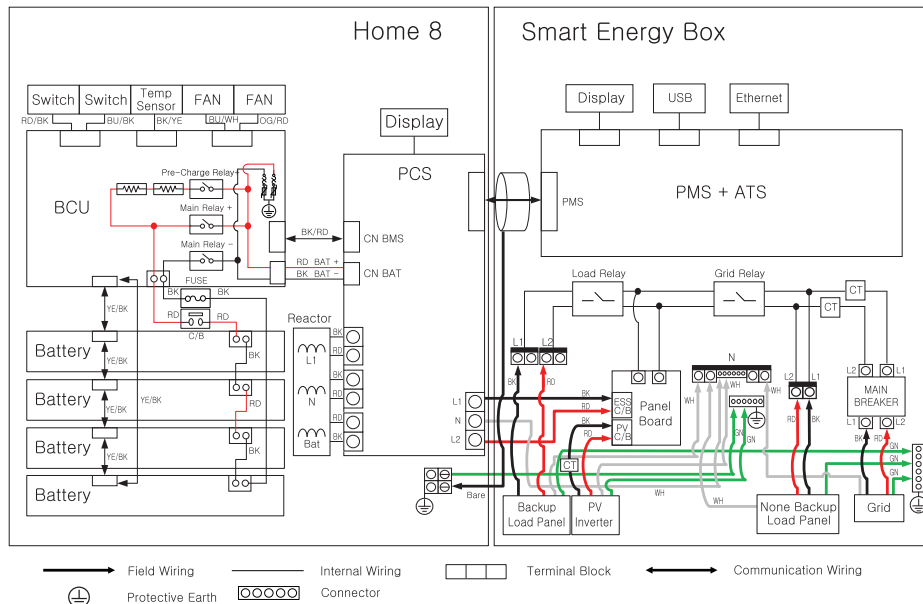 Home 8
Smart Energy Box
Switch
Switch
Temp
Sensor
FAN
FAN
RD/BK
BU/BK
BK/YE
BU/WH
OG/RD
Display
Display
USB
Ethernet
BCU
Pre-Charge Relay+
Main Relay +
Main Relay -
PCS
PMS
PMS + ATS
BK/RD
CN BMS
RD BAT +
BK BAT -
CN BAT
FUSE
BK
BK
RD
RD
C/B
YE/BK
Battery
YE/BK
BK
Battery
YE/BK
RD
Battery
YE/BK
BK
Battery
Reactor
L1
N
Bat
BK
RD
BK
RD
RD
BK
L1
N
L2
Load Relay
Grid Relay
CT
CT
L1
L2
BK
RD
N
WH
WH
WH
WH
L2
L1
RD
BK
L2
L1
MAIN
BREAKER
L1
L2
BK
RD
BK
RD
BK
RD
ESS
C/B
PV
C/B
Panel
Board
GN
GN
GN
GN
GN
CT
Bare
WH
WH
Backup
Load Panel
PV
Inverter
None Backup
Load Panel
Grid
Field Wiring
Internal Wiring
Terminal Block
Communication Wiring
Protective Earth
Connector